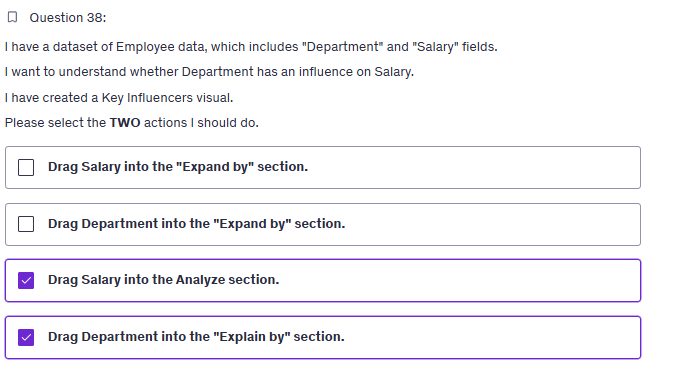 Question 38:
I have a dataset of Employee data, which includes "Department" and "Salary" fields.
I want to understand whether Department has an influence on Salary.
I have created a Key Influencers visual.
Please select the TWO actions I should do.
Drag Salary into the "Expand by" section.
Drag Department into the "Expand by" section.
Drag Salary into the Analyze section.
Drag Department into the "Explain by" section.